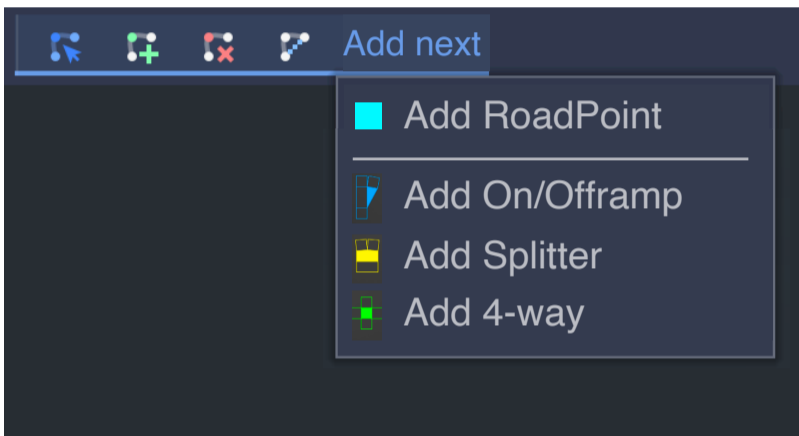 Add next
Add RoadPoint
Add On/Offramp
Add Splitter
Add 4-way